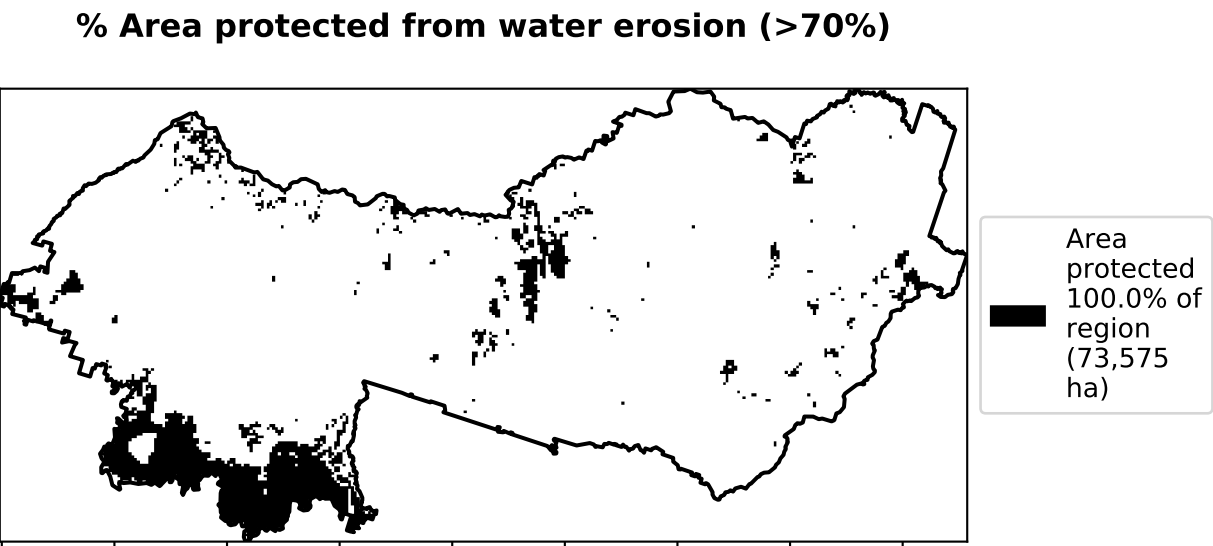 % Area protected from water erosion (>70%)
Area
protected
100.0% of
region
(73,575
ha)